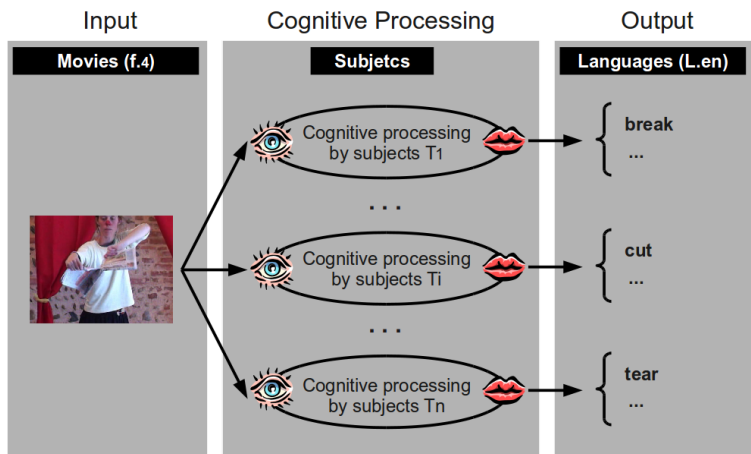 Input
Cognitive Processing
Output
Movies (f.4)
Subjetcs
Languages (L.en)
Cognitive processing
by subjects T1
break
...
. . .
Cognitive processing
by subjects Ti
cut
...
. . .
Cognitive processing
by subjects Tn
tear
...